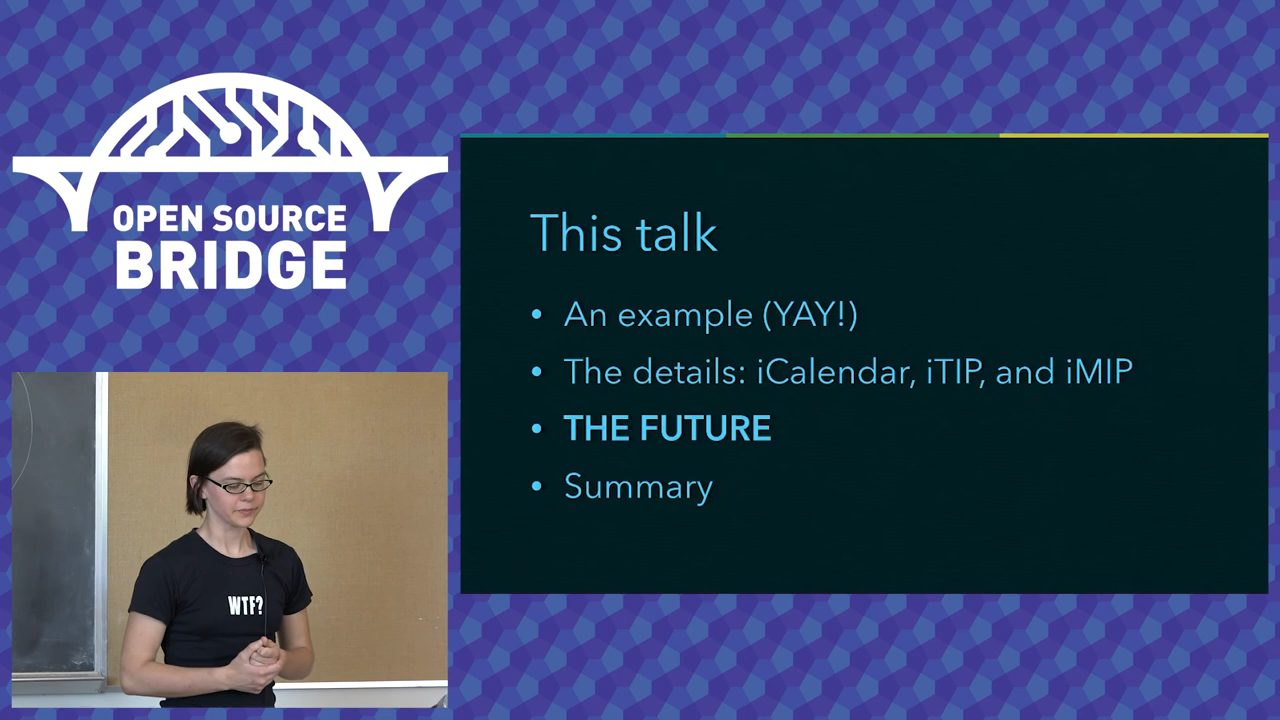 OPEN SOURCE
BRIDGE
This talk
• An example (YAY!)
• The details: iCalendar, iTIP, and iMIP
• THE FUTURE
• Summary
WTF?